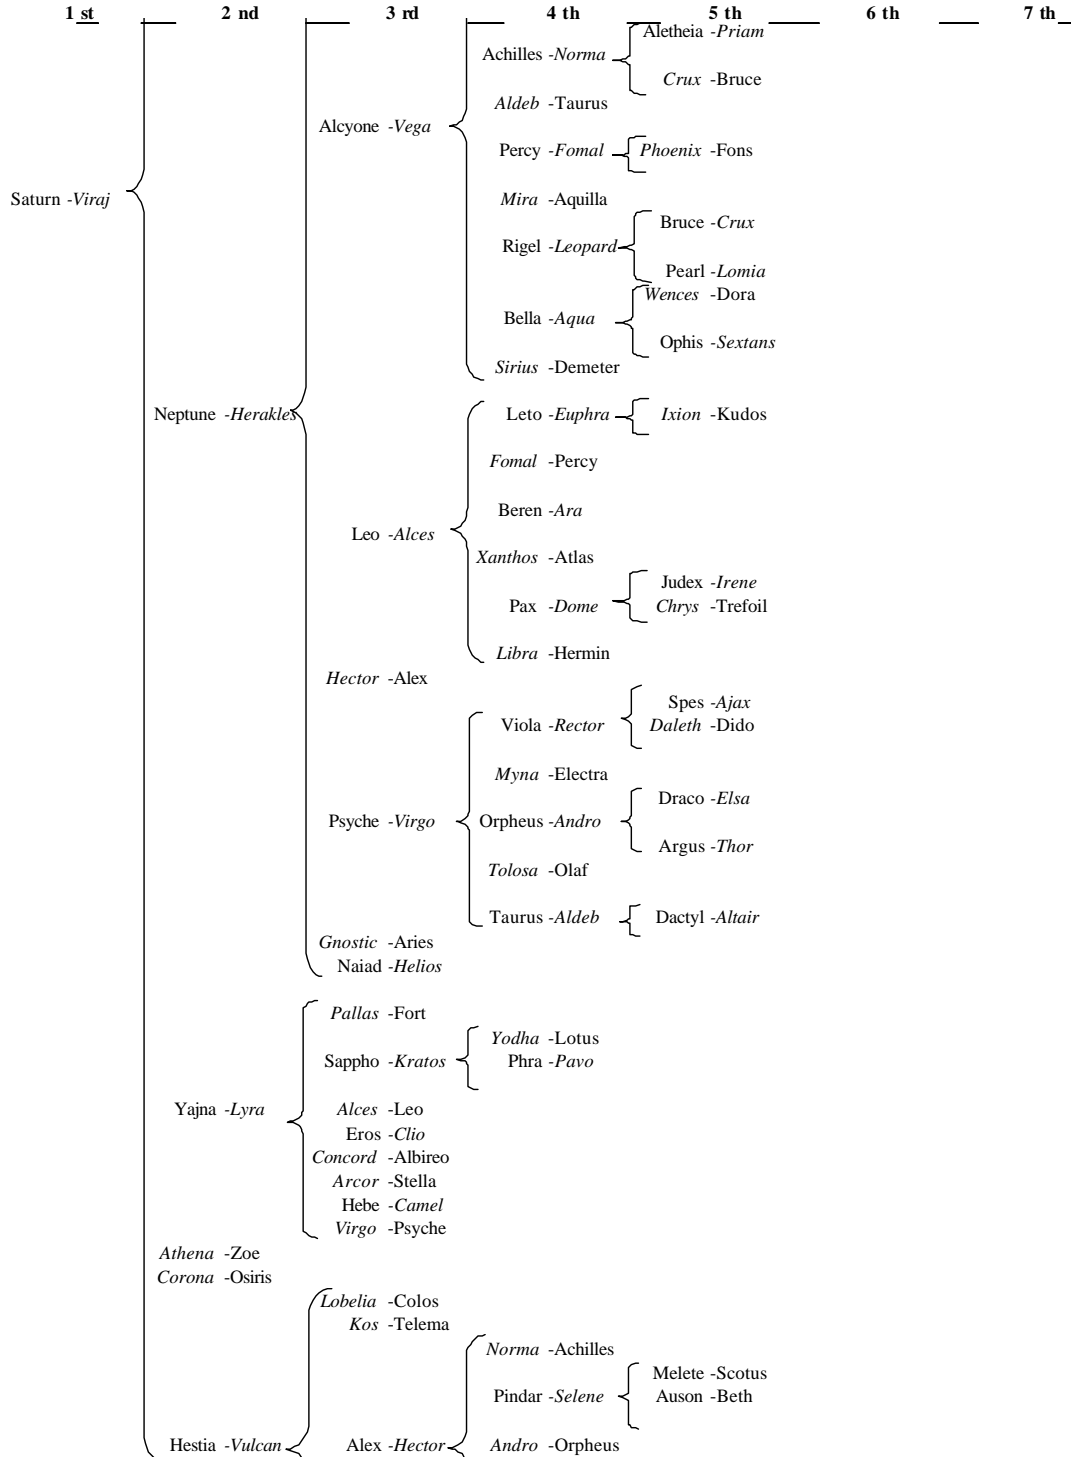 1 st 2 nd 3 rd 4 th 5 th 6 th 7 th
Aletheia -Priam
Achilles -Norma
Crux -Bruce
Aldeb -Taurus
Alcyone -Vega
Percy -Fomal Phoenix -Fons
Saturn -Viraj Mira -Aquilla
Bruce -Crux
Rigel -Leopard
Pearl -Lomia
Wences -Dora
Bella -Aqua
Ophis -Sextans
Sirius -Demeter
Neptune -Herakles Leto -Euphra Ixion -Kudos
Fomal -Percy
Beren -Ara
Leo -Alces
Xanthos -Atlas
Judex -Irene
Pax -Dome Chrys -Trefoil
Libra -Hermin
Hector -Alex
Spes -Ajax
Viola -Rector Daleth -Dido
Myna -Electra
Draco -Elsa
Psyche -Virgo Orpheus -Andro
Argus -Thor
Tolosa -Olaf
Taurus -Aldeb Dactyl -Altair
Gnostic -Aries
Naiad -Helios
Pallas -Fort
Yodha -Lotus
Sappho -Kratos Phra -Pavo
Yajna -Lyra Alces -Leo
Eros -Clio
Concord -Albireo
Arcor -Stella
Hebe -Camel
Virgo -Psyche
Athena -Zoe
Corona -Osiris
Lobelia -Colos
Kos -Telema
Norma -Achilles
Melete -Scotus
Pindar -Selene Auson -Beth
Hestia -Vulcan Alex -Hector Andro -Orpheus